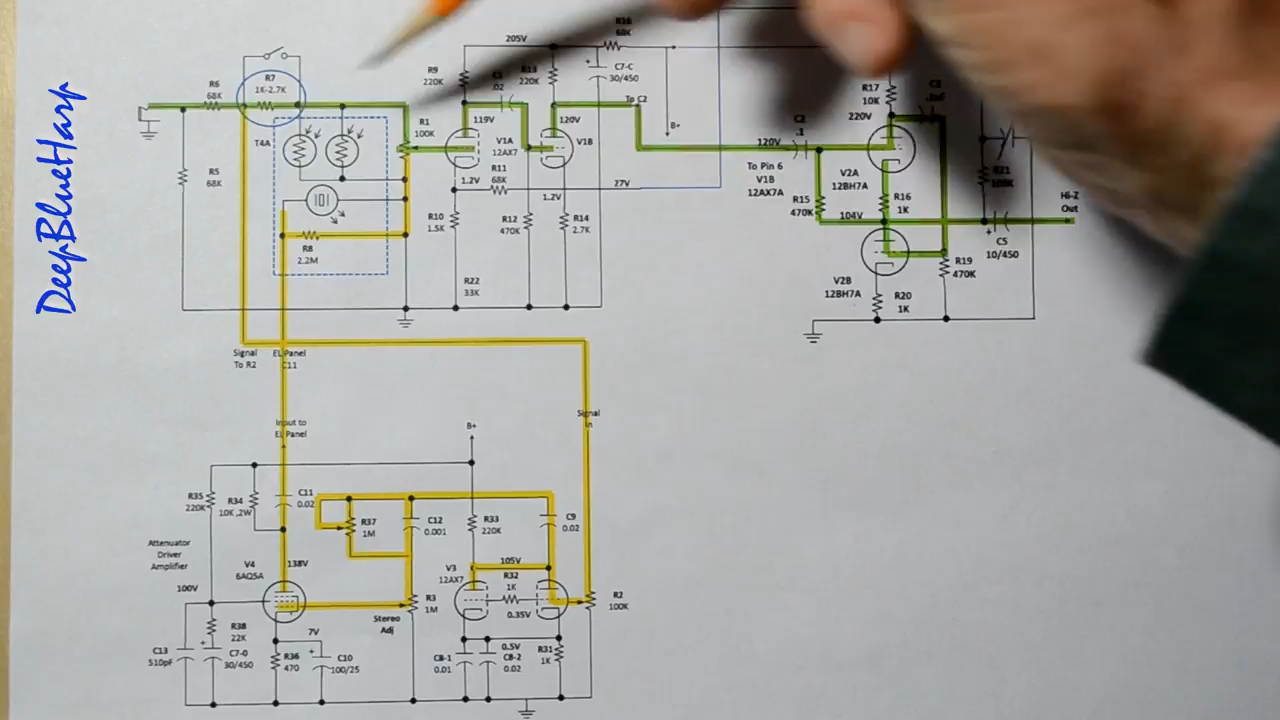 DeepBlueHarp
R6
68K
R7
1K-2.7K
T4A
R5
68K
R8
2.2M
R1
100K
R9
220K
205V
119V
.02
R13
220K
R16
68K
C7-C
30/450
To C2
B+
120V
V1A
12AX7
V1B
1.2V
R11
68K
27V
1.2V
R10
1.5K
R12
470K
R14
2.7K
R22
33K
120V
C2
.1
To Pin 6
V1B
12AX7A
R15
470K
104V
R17
10K
220V
V2A
12BH7A
R16
1K
V2B
12BH7A
R20
1K
R19
470K
C5
10/450
Hi-Z
Out
Signal
To R2
EL Panel
C11
Input to
EL Panel
Signal
In
B+
R35
220K
R34
10K ,2W
C11
0.02
R37
1M
C12
0.001
R33
220K
C9
0.02
Attenuator
Driver
Amplifier
V4
6AQ5A
138V
100V
V3
12AX7
105V
R32
1K
0.35V
R2
100K
R3
1M
Stereo
Adj
7V
R38
22K
C7-0
30/450
C13
510pF
R36
470
C10
100/25
C8-1
0.01
0.5V
C8-2
0.02
R31
1K